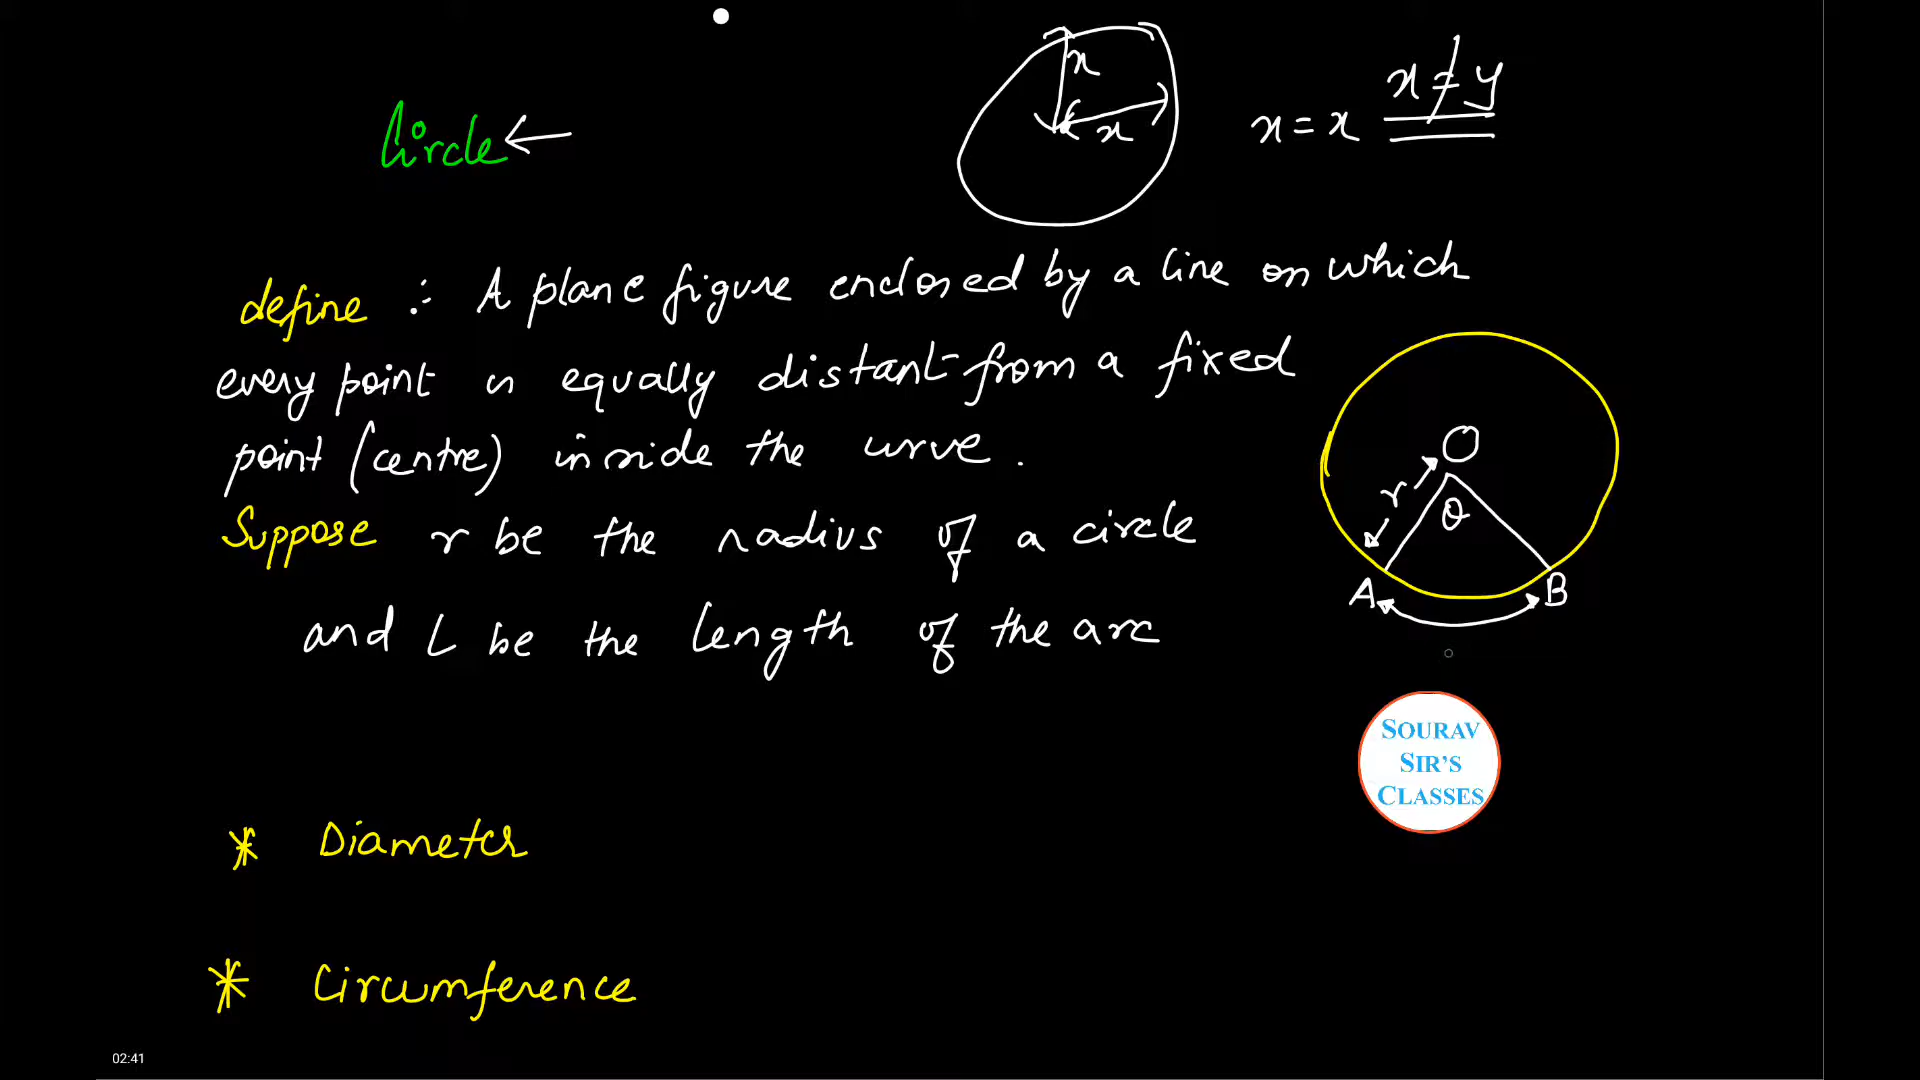 Circle ←
x
x
x = x
x ≠ y
define : A plane figure enclosed by a line on which
every point is equally distant from a fixed
point (centre) inside the curve.
Suppose r be the radius of a circle
and L be the length of the arc
O
r
θ
A
B
SOURAV
SIR'S
CLASSES
* Diameter
* Circumference
02:41